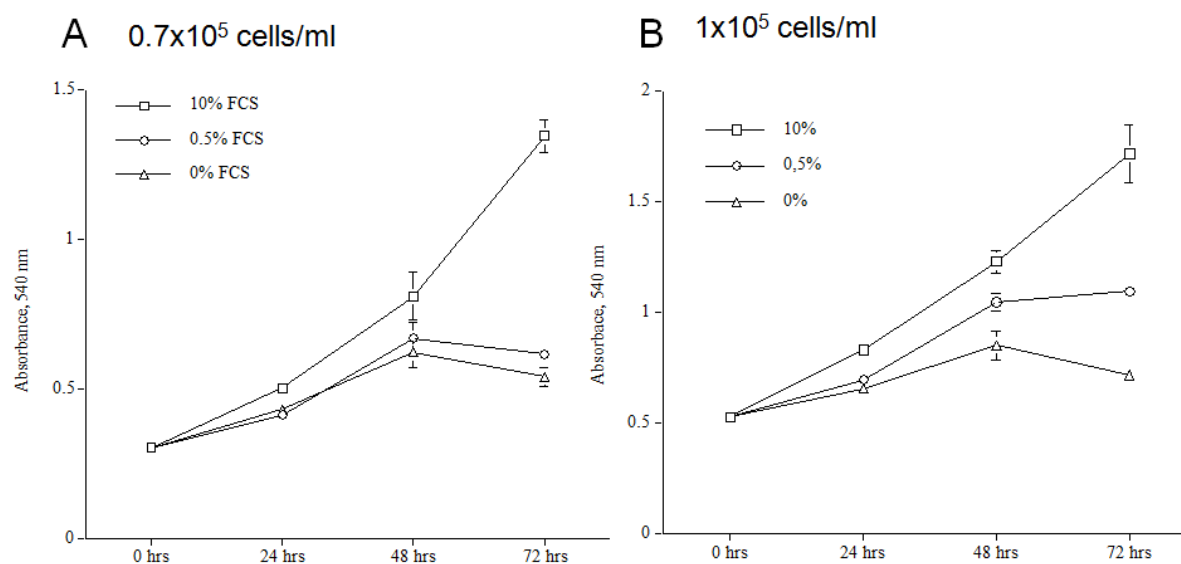 A 0.7x10⁵ cells/ml
1.5
10% FCS
0.5% FCS
0% FCS
1
0.5
0
Absorbance, 540 nm
0 hrs 24 hrs 48 hrs 72 hrs
B 1x10⁵ cells/ml
2
10%
0,5%
0%
1.5
1
0.5
0
Absorbace, 540 nm
0 hrs 24 hrs 48 hrs 72 hrs